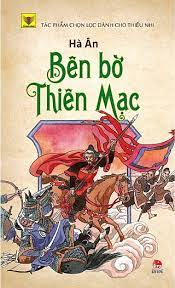 TÁC PHẨM CHỌN LỌC DÀNH CHO THIẾU NHI
Hà Ân
Bên bờ
Thiên Mạc